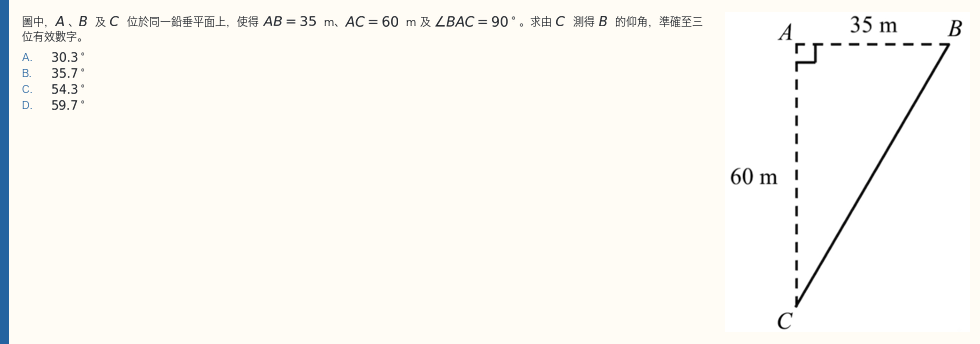 圖中，A 、B 及 C 位於同一鉛垂平面上，使得 AB = 35 m、AC = 60 m 及 ∠BAC = 90°。求由 C 測得 B 的仰角，準確至三
位有效數字。
A. 30.3°
B. 35.7°
C. 54.3°
D. 59.7°
A 35 m B
60 m
C